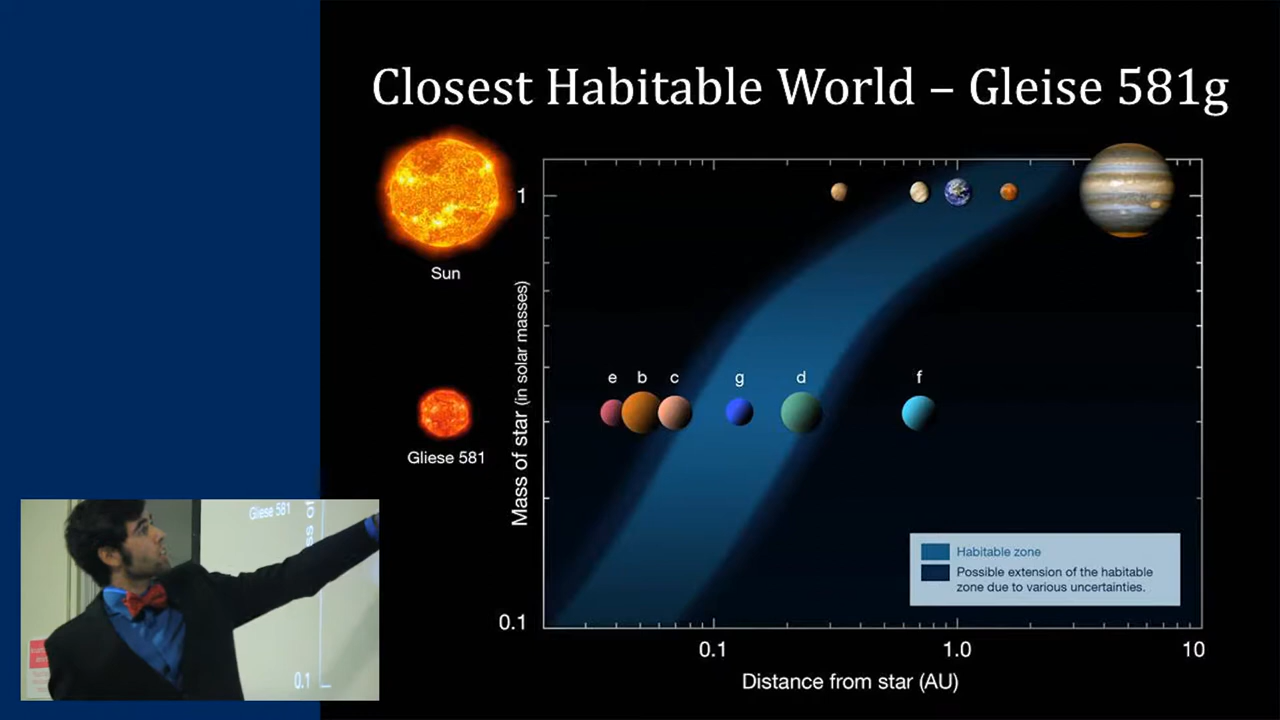 Closest Habitable World – Gleise 581g
Sun
Gliese 581
Mass of star (in solar masses)
1
0.1
e b c g d f
Habitable zone
Possible extension of the habitable
zone due to various uncertainties.
0.1 1.0 10
Distance from star (AU)
Gliese 581
0.1